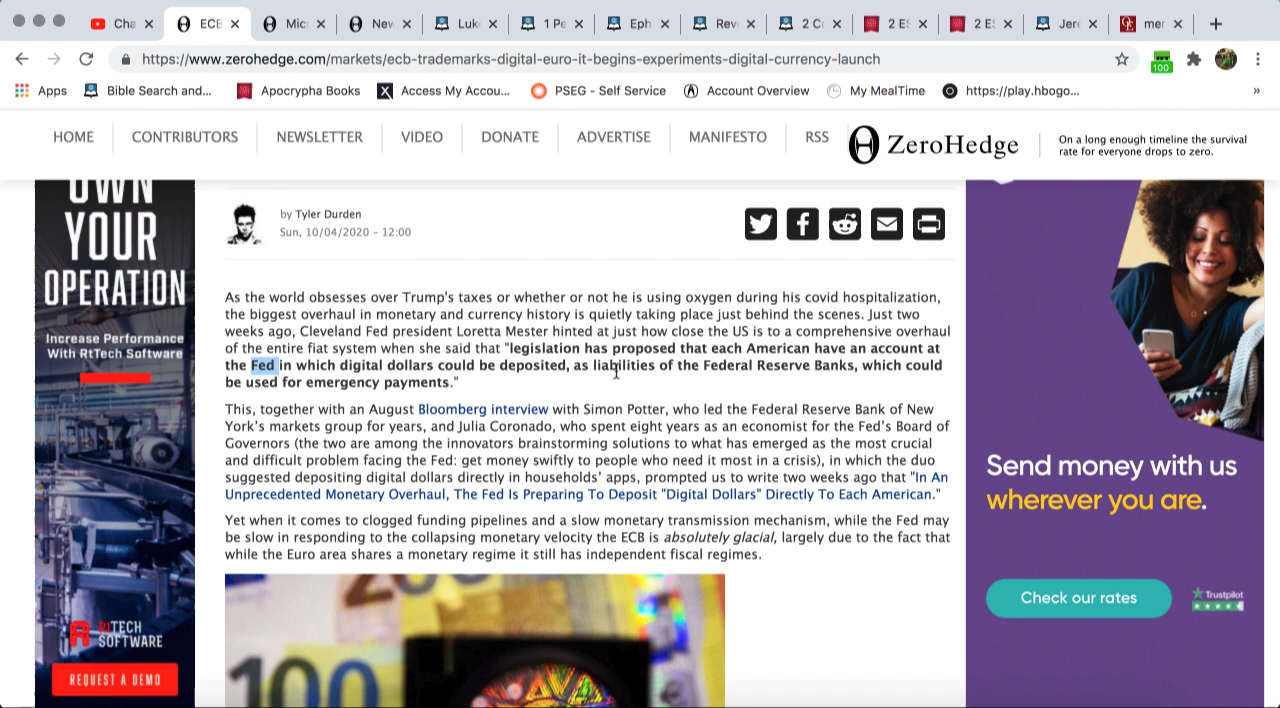 Cha
ECB
Mic
Nev
Luk
1 Pe
Eph
Rev
2 Co
2 ES
2 ES
Jere
mer
https://www.zerohedge.com/markets/ecb-trademarks-digital-euro-it-begins-experiments-digital-currency-launch
100
Apps
Bible Search and...
Apocrypha Books
Access My Accou...
PSEG - Self Service
Account Overview
My MealTime
https://play.hbogo...
»
HOME
CONTRIBUTORS
NEWSLETTER
VIDEO
DONATE
ADVERTISE
MANIFESTO
RSS
ZeroHedge
On a long enough timeline the survival
rate for everyone drops to zero.
OWN
YOUR
OPERATION
Increase Performance
With RtTech Software
RTTECH
SOFTWARE
REQUEST A DEMO
by Tyler Durden
Sun, 10/04/2020 - 12:00
As the world obsesses over Trump's taxes or whether or not he is using oxygen during his covid hospitalization,
the biggest overhaul in monetary and currency history is quietly taking place just behind the scenes. Just two
weeks ago, Cleveland Fed president Loretta Mester hinted at just how close the US is to a comprehensive overhaul
of the entire fiat system when she said that "legislation has proposed that each American have an account at
the Fed in which digital dollars could be deposited, as liabilities of the Federal Reserve Banks, which could
be used for emergency payments."
This, together with an August Bloomberg interview with Simon Potter, who led the Federal Reserve Bank of New
York's markets group for years, and Julia Coronado, who spent eight years as an economist for the Fed's Board of
Governors (the two are among the innovators brainstorming solutions to what has emerged as the most crucial
and difficult problem facing the Fed: get money swiftly to people who need it most in a crisis), in which the duo
suggested depositing digital dollars directly in households' apps, prompted us to write two weeks ago that "In An
Unprecedented Monetary Overhaul, The Fed Is Preparing To Deposit "Digital Dollars" Directly To Each American."
Yet when it comes to clogged funding pipelines and a slow monetary transmission mechanism, while the Fed may
be slow in responding to the collapsing monetary velocity the ECB is absolutely glacial, largely due to the fact that
while the Euro area shares a monetary regime it still has independent fiscal regimes.
100
Send money with us
wherever you are.
Check our rates
Trustpilot